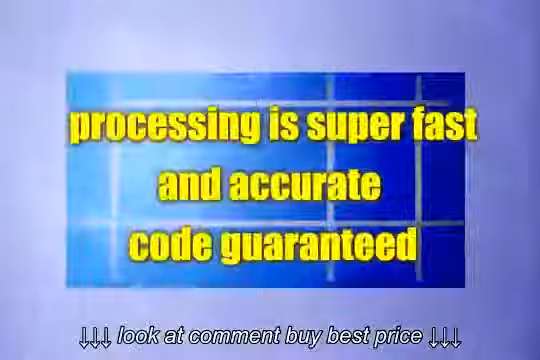 processing is super fast
and accurate
code guaranteed
↓↓↓ look at comment buy best price ↓↓↓